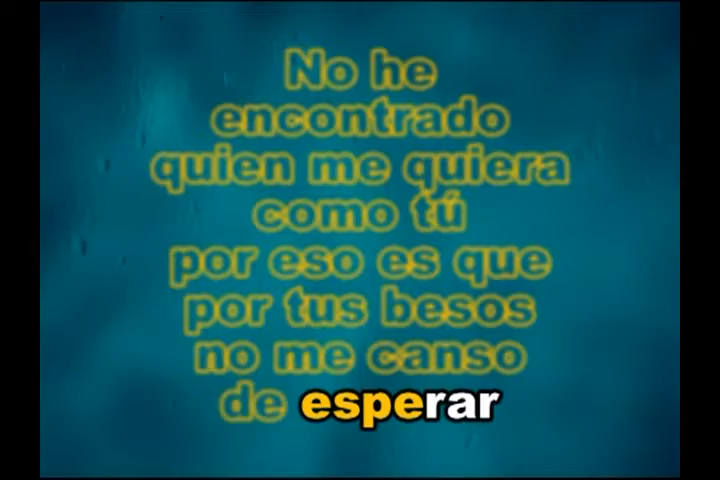 No he
encontrado
quien me quiera
como tú
por eso es que
por tus besos
no me canso
de esperar